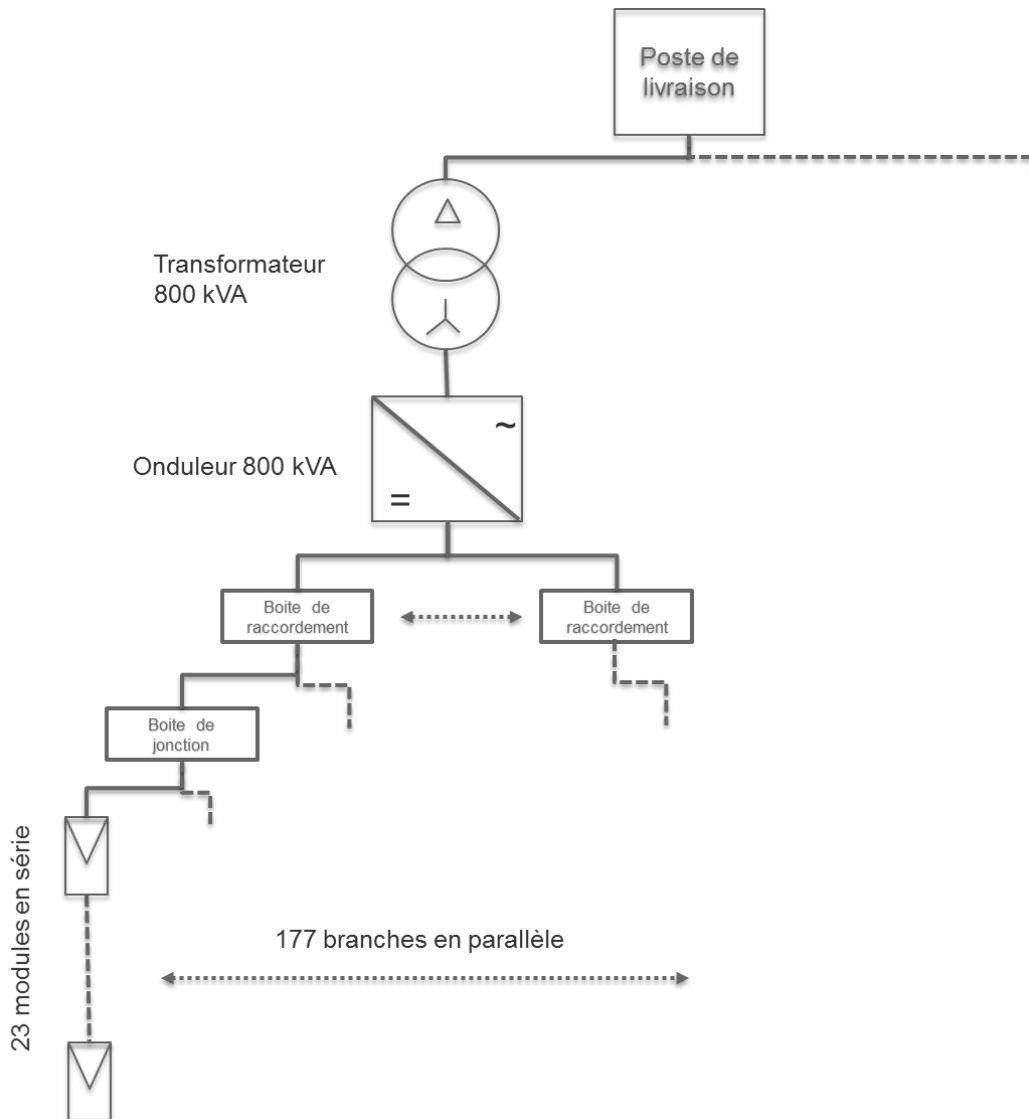 Poste de
livraison
Transformateur
800 kVA
~
Onduleur 800 kVA
=
Boite de
raccordement
Boite de
raccordement
Boite de
jonction
23 modules en série
177 branches en parallèle